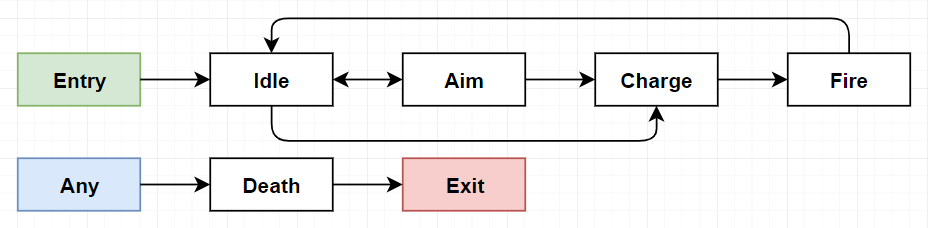 Entry
Idle
Aim
Charge
Fire
Any
Death
Exit